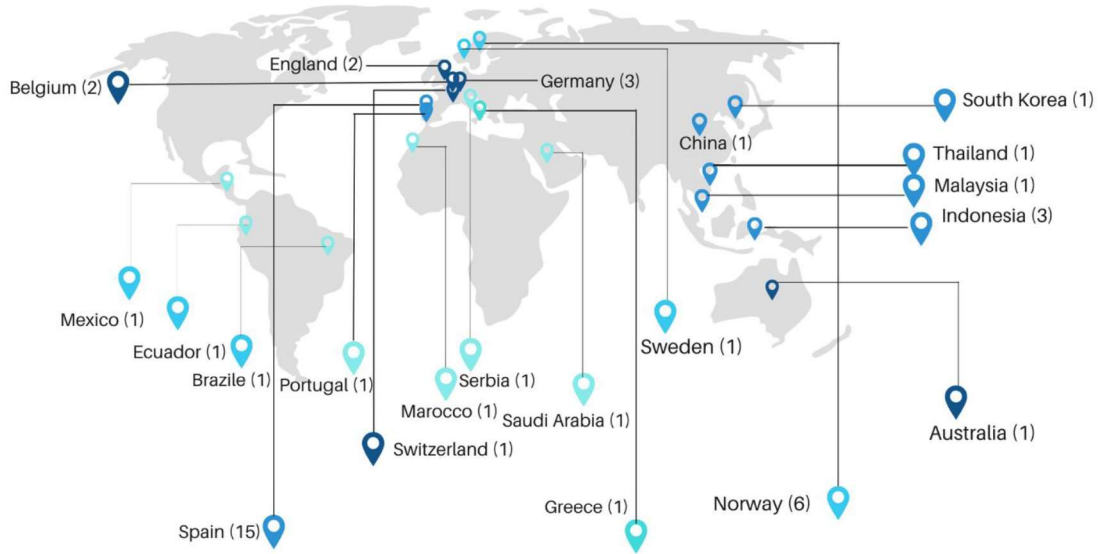 England (2)
Belgium (2)
Germany (3)
South Korea (1)
China (1)
Thailand (1)
Malaysia (1)
Indonesia (3)
Mexico (1)
Ecuador (1)
Brazile (1)
Portugal (1)
Serbia (1)
Marocco (1)
Saudi Arabia (1)
Sweden (1)
Switzerland (1)
Australia (1)
Spain (15)
Greece (1)
Norway (6)